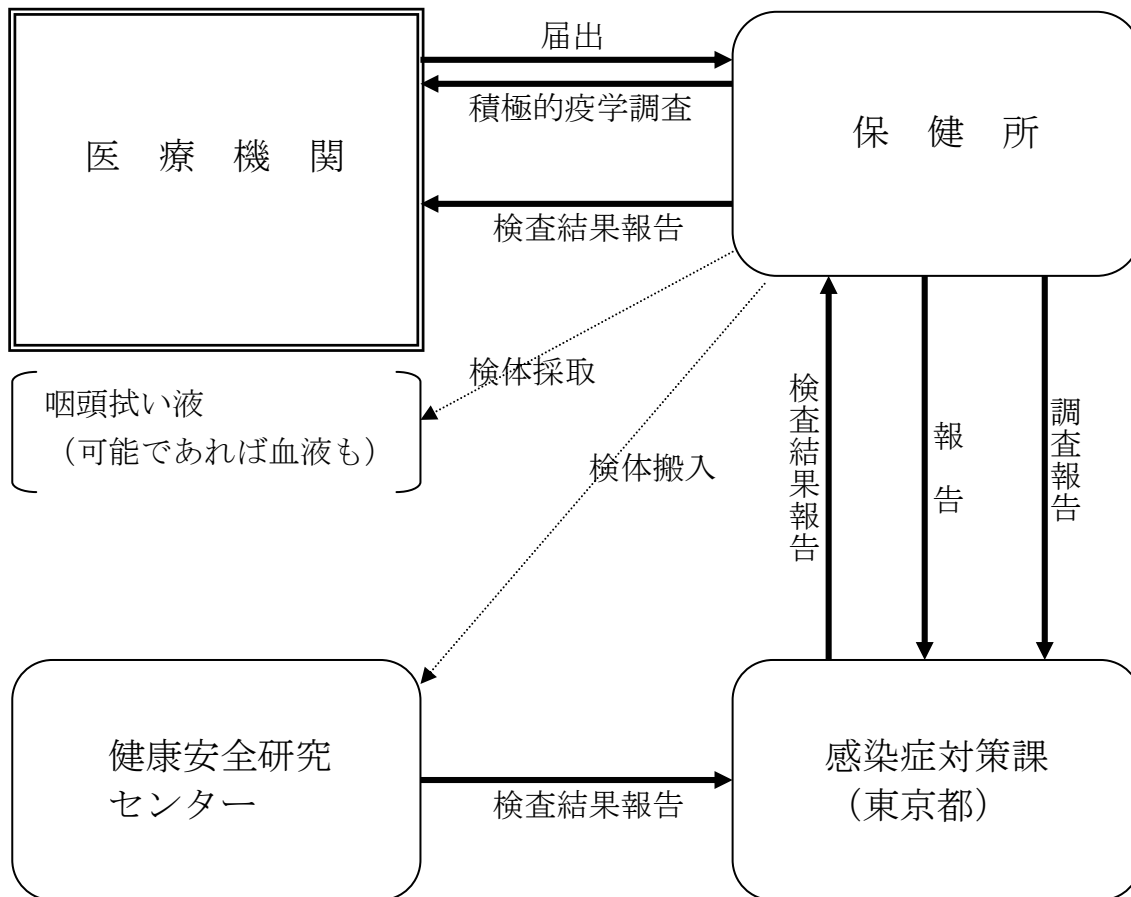 届出
積極的疫学調査
医 療 機 関
保 健 所
検査結果報告
検体採取
咽頭拭い液
（可能であれば血液も）
検体搬入
検査結果報告
報 告
調査報告
健康安全研究
センター
検査結果報告
感染症対策課
（東京都）